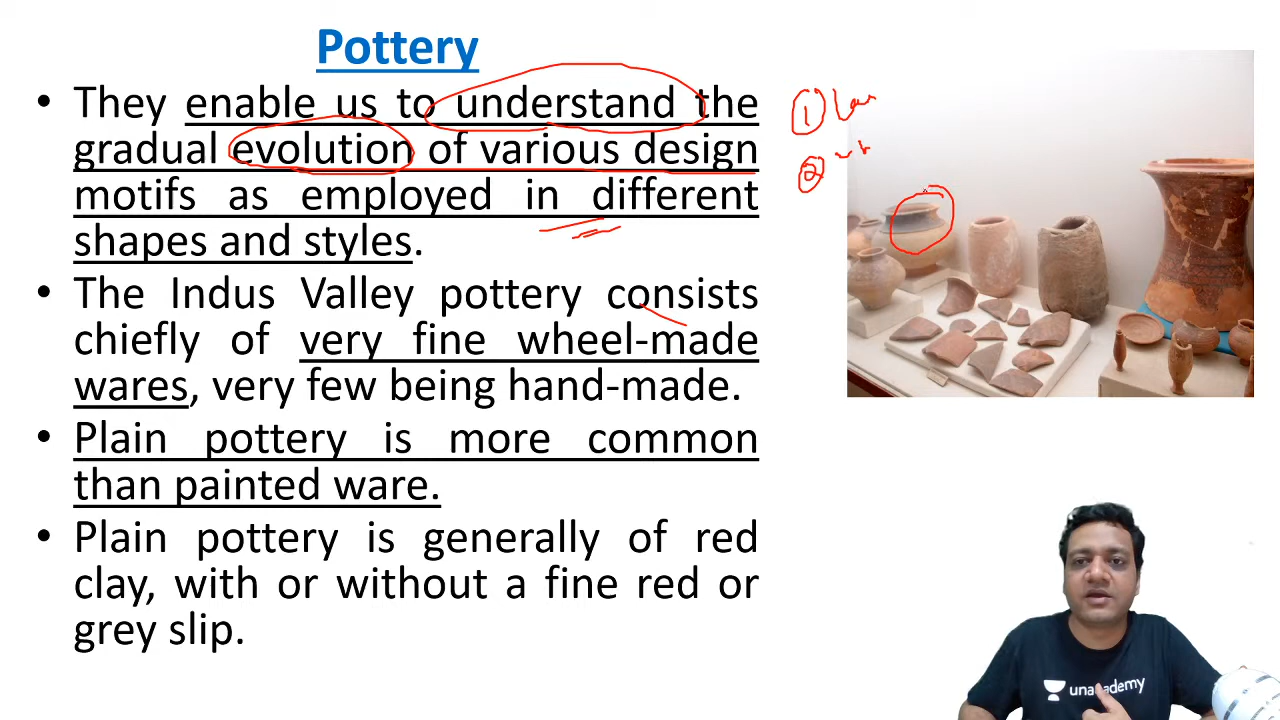 Pottery
• They enable us to understand the
gradual evolution of various design
motifs as employed in different
shapes and styles.
• The Indus Valley pottery consists
chiefly of very fine wheel-made
wares, very few being hand-made.
• Plain pottery is more common
than painted ware.
• Plain pottery is generally of red
clay, with or without a fine red or
grey slip.
1
2
unacademy